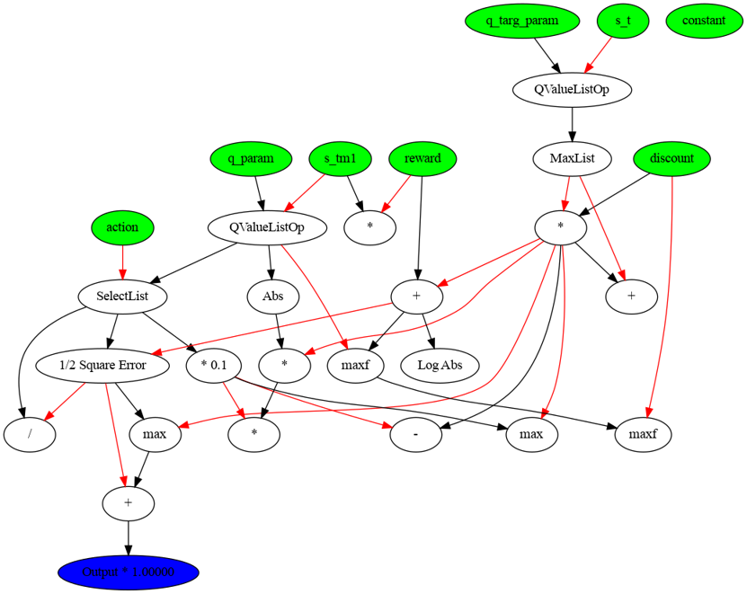 q_targ_param
s_t
constant
QValueListOp
q_param
s_tm1
reward
MaxList
discount
action
QValueListOp
*
*
SelectList
Abs
+
+
1/2 Square Error
* 0.1
*
maxf
Log Abs
/
max
*
-
max
maxf
+
Output * 1.00000